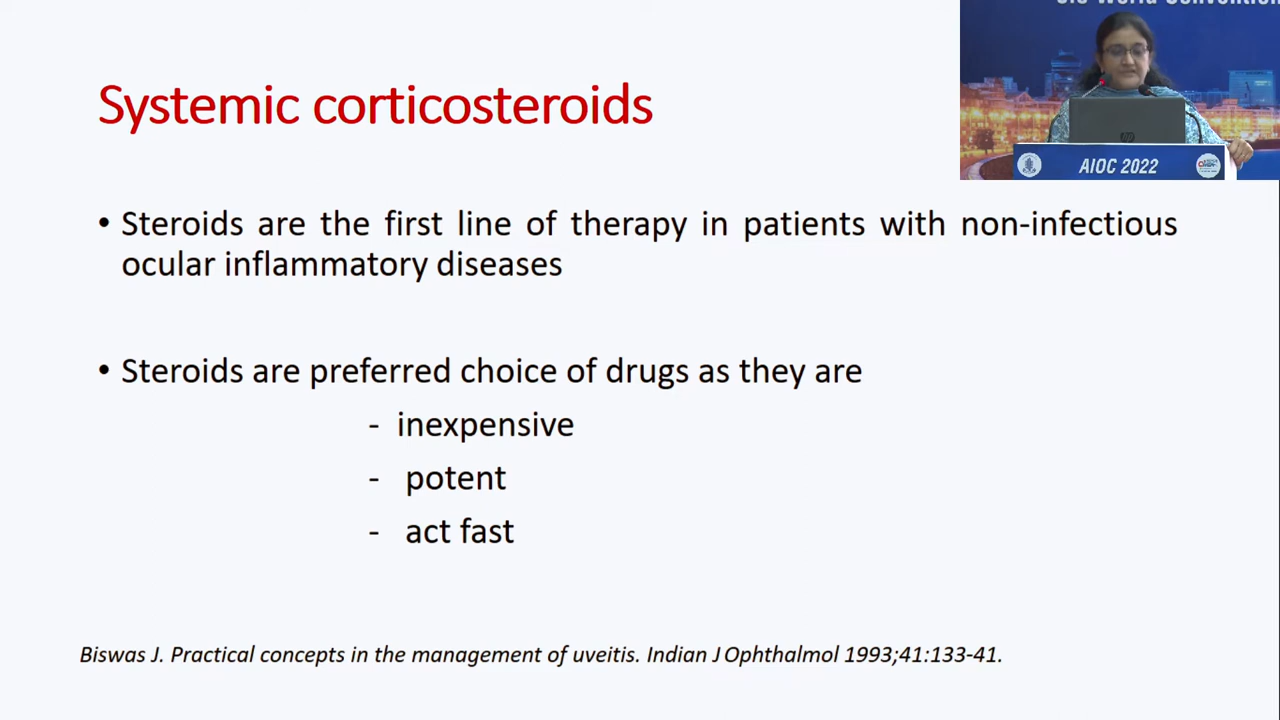 Systemic corticosteroids
AIOC 2022
• Steroids are the first line of therapy in patients with non-infectious
ocular inflammatory diseases
• Steroids are preferred choice of drugs as they are
- inexpensive
- potent
- act fast
Biswas J. Practical concepts in the management of uveitis. Indian J Ophthalmol 1993;41:133-41.